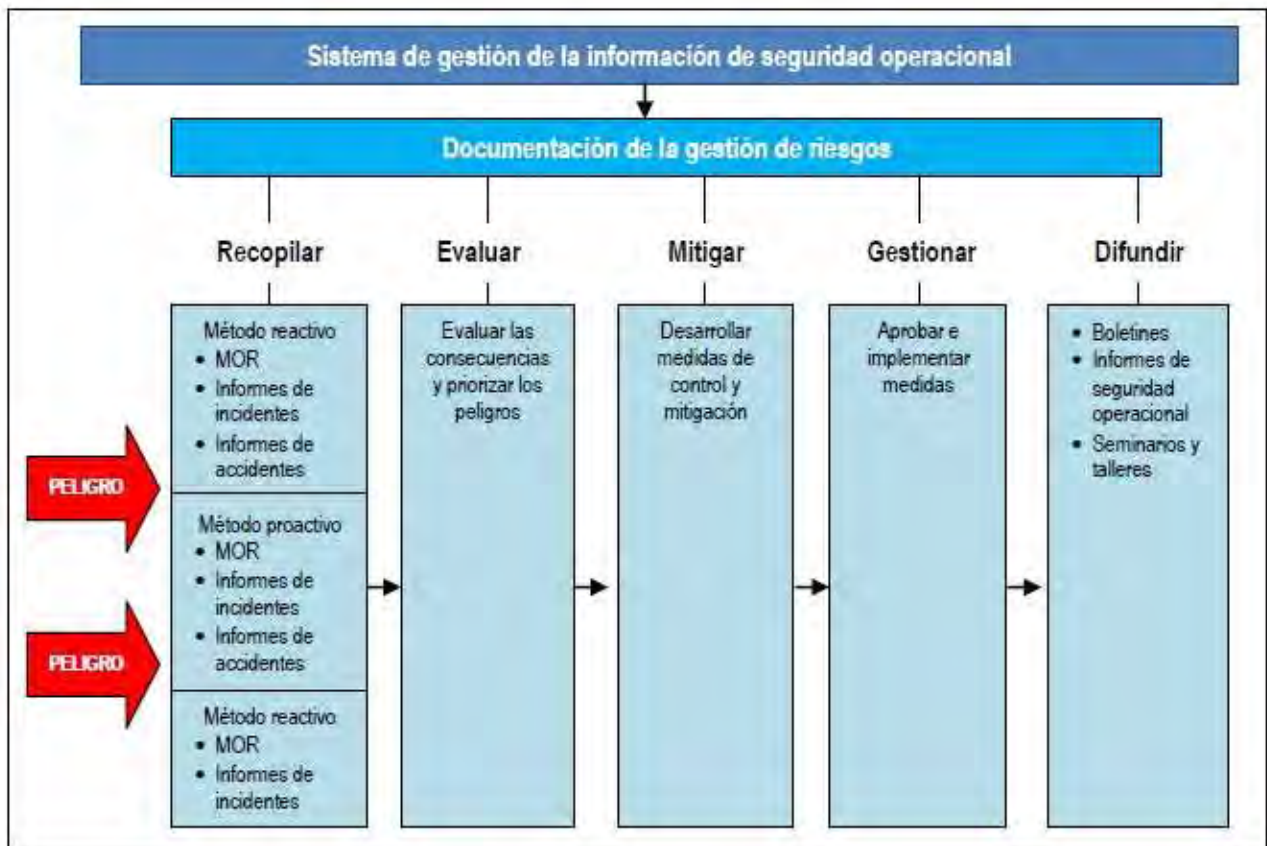 Sistema de gestión de la información de seguridad operacional
Documentación de la gestión de riesgos
Recopilar
Evaluar
Mitigar
Gestionar
Difundir
PELIGRO
PELIGRO
Método reactivo
• MOR
• Informes de
incidentes
• Informes de
accidentes
Método proactivo
• MOR
• Informes de
incidentes
• Informes de
accidentes
Método reactivo
• MOR
• Informes de
incidentes
Evaluar las
consecuencias
y priorizar los
peligros
Desarrollar
medidas de
control y
mitigación
Aprobar e
implementar
medidas
• Boletines
• Informes de
seguridad
operacional
• Seminarios y
talleres